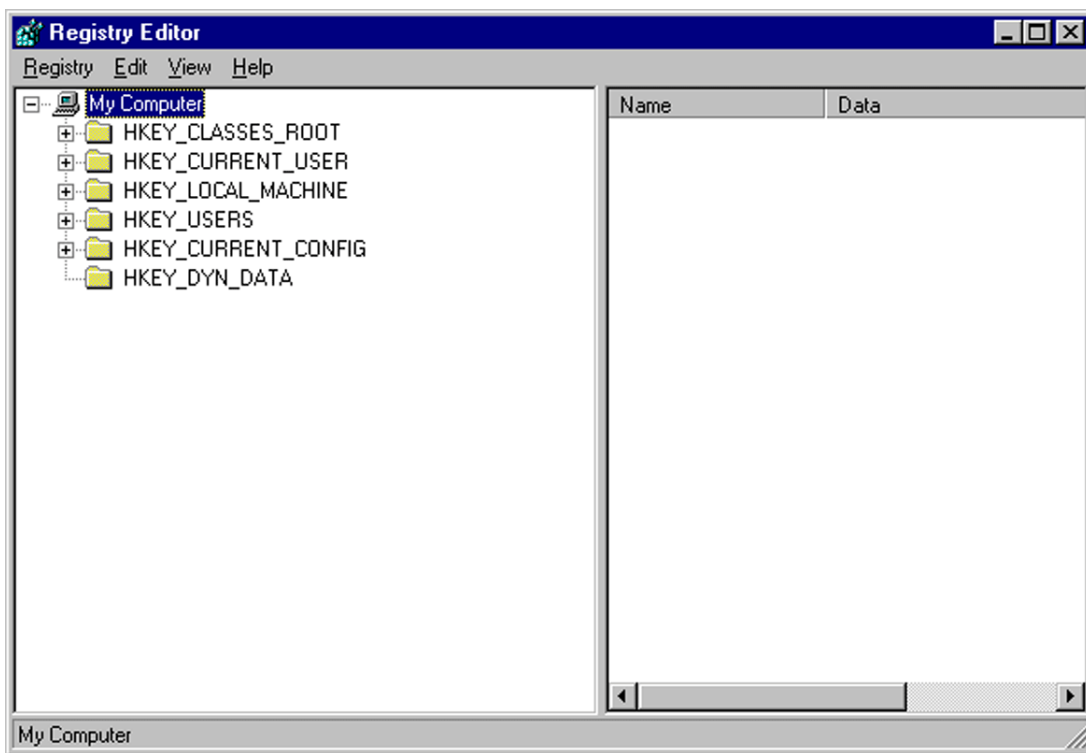 Registry Editor
Registry Edit View Help
My Computer
HKEY_CLASSES_ROOT
HKEY_CURRENT_USER
HKEY_LOCAL_MACHINE
HKEY_USERS
HKEY_CURRENT_CONFIG
HKEY_DYN_DATA
Name Data
My Computer